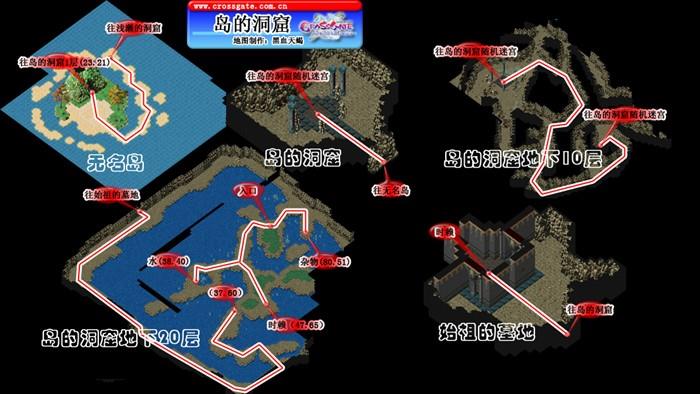 www.crossgate.com.cn
岛的洞窟
CROSSGATE
地图制作：黑血天蝎
往浅濑的洞窟
往岛的洞窟1层(23.21)
无名岛
往岛的洞窟随机迷宫
往无名岛
岛的洞窟
往岛的洞窟随机迷宫
往岛的洞窟随机迷宫
岛的洞窟地下10层
往始祖的墓地
入口
水(38.40)
杂物(80.51)
(37.60)
时赖(47.65)
岛的洞窟地下20层
时赖
往岛的洞窟
始祖的墓地